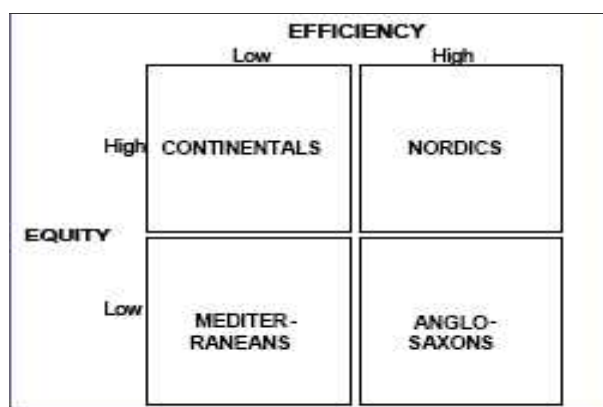 EFFICIENCY
Low High
High CONTINENTALS NORDICS
EQUITY
Low
MEDITER- ANGLO-
RANEANS SAXONS